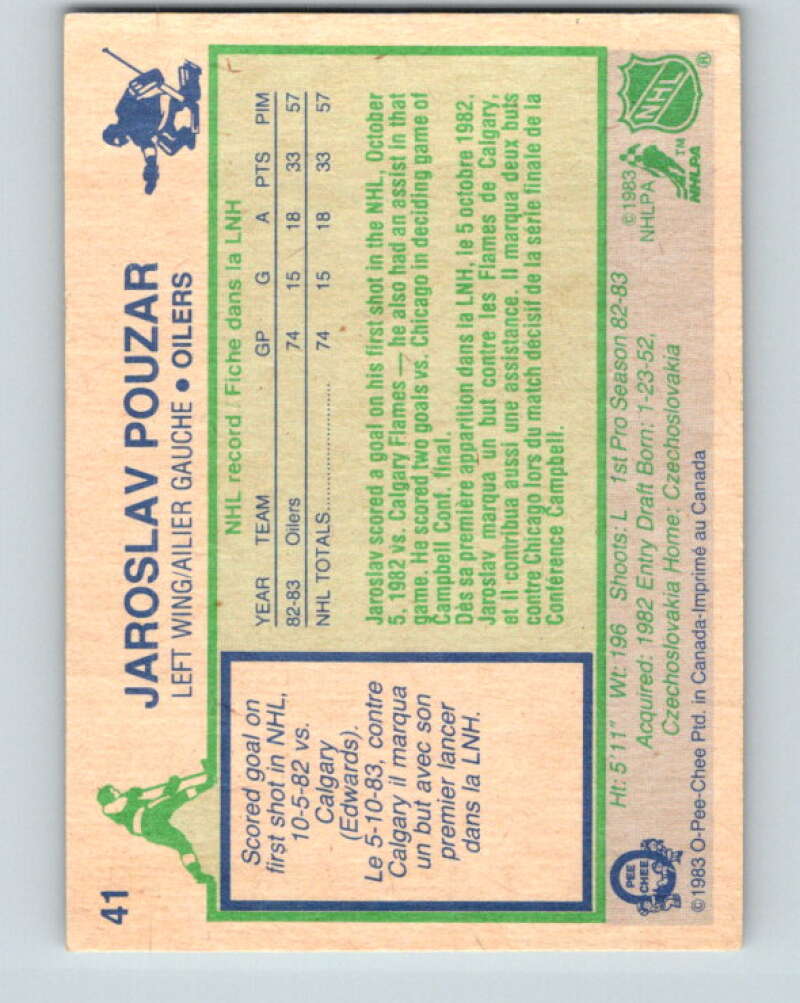 41
JAROSLAV POUZAR
LEFT WING/AILIER GAUCHE • OILERS
Scored goal on
first shot in NHL,
10-5-82 vs.
Calgary
(Edwards).
Le 5-10-83, contre
Calgary il marqua
un but avec son
premier lancer
dans la LNH.
NHL record Fiche dans la LNH
YEAR TEAM GP G A PTS PIM
82-83 Oilers 74 15 18 33 57
NHL TOTALS.................... 74 15 18 33 57
Jaroslav scored a goal on his first shot in the NHL, October
5, 1982 vs. Calgary Flames — he also had an assist in that
game. He scored two goals vs. Chicago in deciding game of
Campbell Conf. final.
Dès sa première apparition dans la LNH, le 5 octobre 1982,
Jaroslav marqua un but contre les Flames de Calgary,
et il contribua aussi une assistance. Il marqua deux buts
contre Chicago lors du match decisif de la série finale de la
Conférence Campbell.
Ht: 5'11" Wt: 196 Shoots: L 1st Pro Season 82-83
Acquired: 1982 Entry Draft Born: 1-23-52,
Czechoslovakia Home: Czechoslovakia
©1983 O-Pee-Chee Ptd. in Canada-Imprimé au Canada
O
PEE
CHEE
©1983
NHLPA
TM
NHLPA
NHL
®